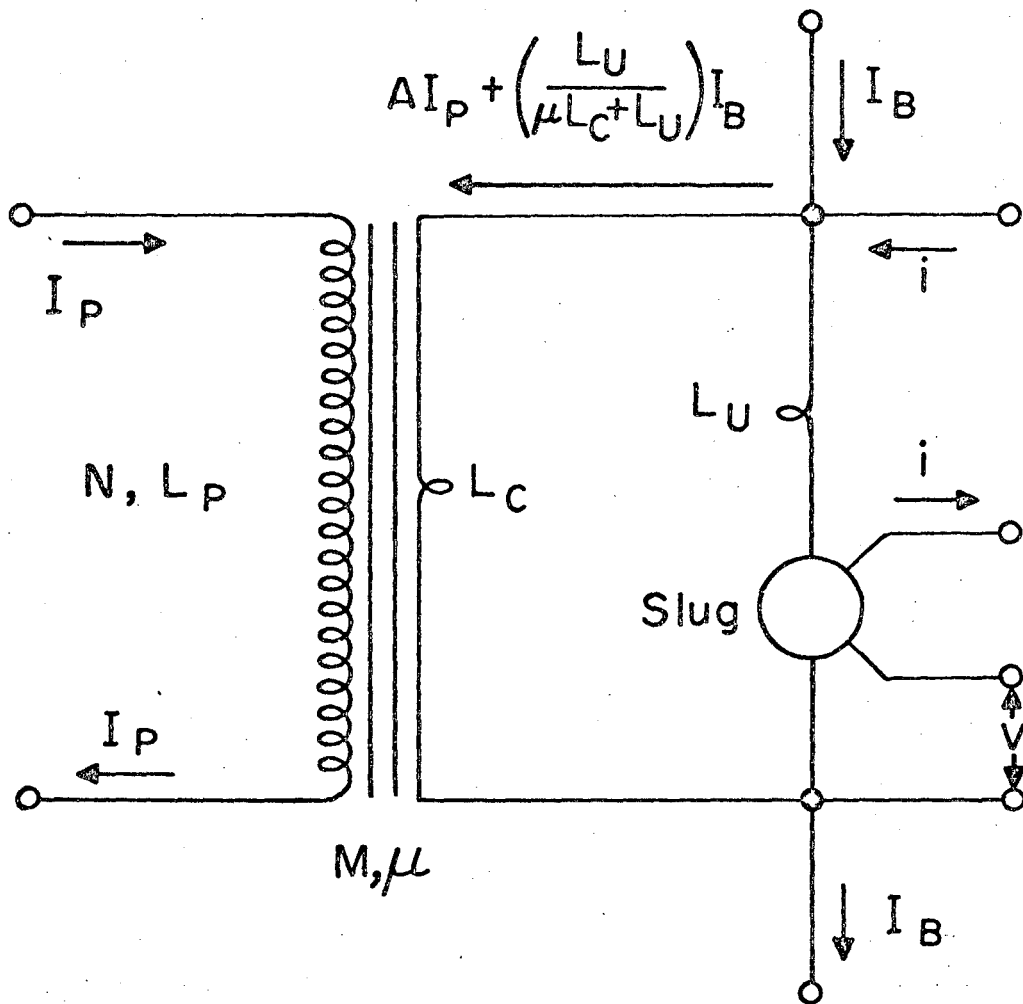 AI_P + (L_U / (μL_C + L_U)) I_B
I_B
I_P
i
L_U
N, L_P
L_C
i
Slug
I_P
V
M, μ
I_B